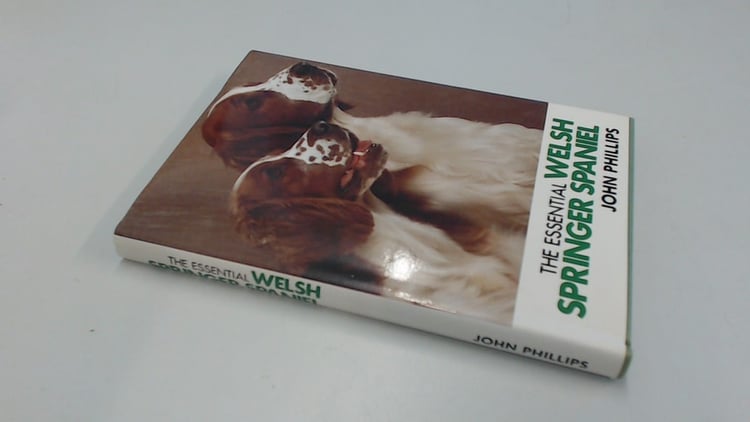 THE ESSENTIAL WELSH
SPRINGER SPANIEL
JOHN PHILLIPS
THE ESSENTIAL WELSH
SPRINGER SPANIEL
JOHN PHILLIPS